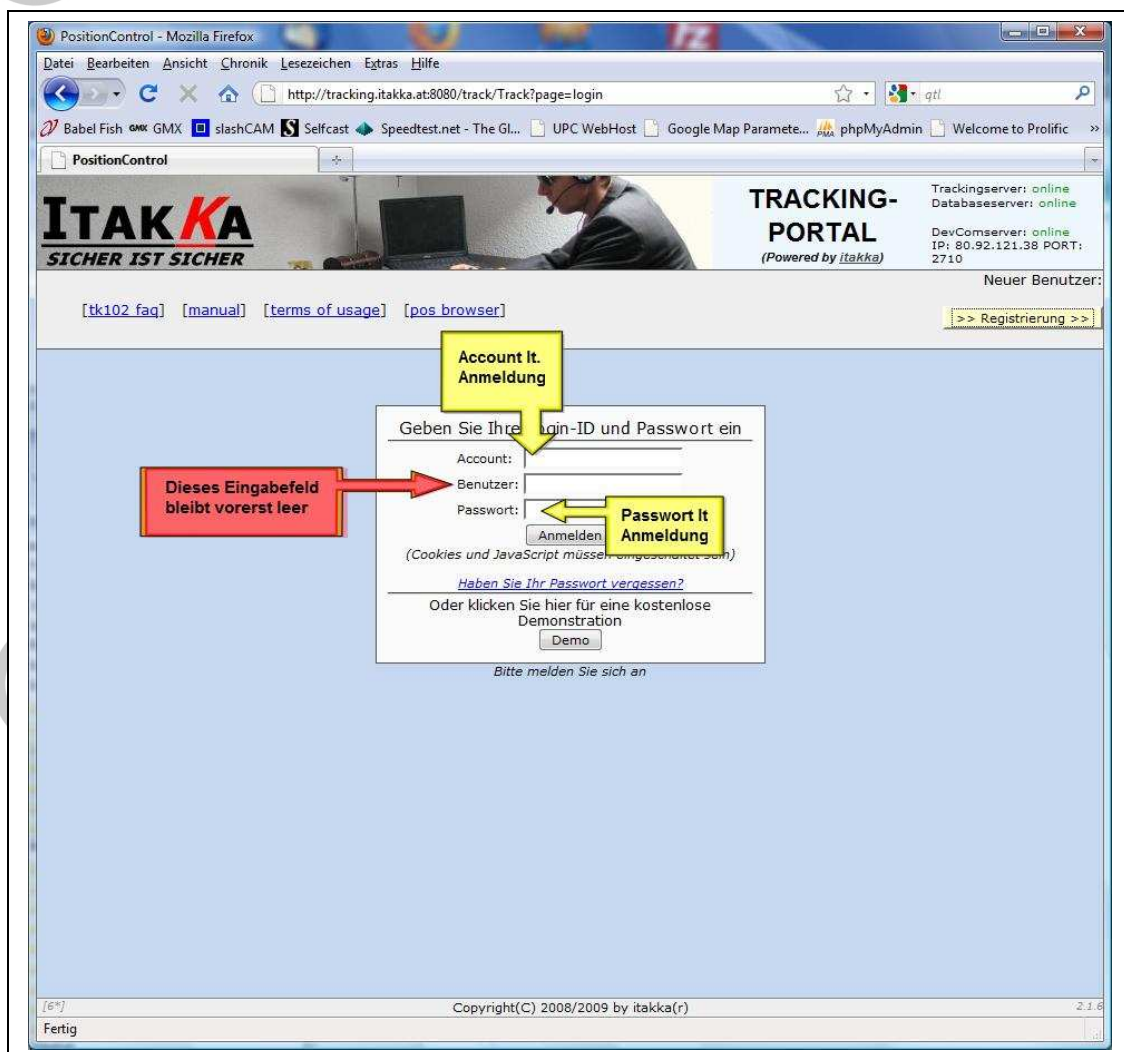 PositionControl - Mozilla Firefox
Datei Bearbeiten Ansicht Chronik Lesezeichen Extras Hilfe
http://tracking.itakka.at:8080/track/Track?page=login
qtl
Babel Fish GMX GMX slashCAM Selfcast Speedtest.net - The Gl... UPC WebHost Google Map Paramete... phpMyAdmin Welcome to Prolific »
PositionControl
ITAKKA
SICHER IST SICHER
TRACKING-
PORTAL
(Powered by itakka)
Trackingserver: online
Databaseserver: online
DevComserver: online
IP: 80.92.121.38 PORT:
2710
Neuer Benutzer:
[tk102 faq] [manual] [terms of usage] [pos browser]
>> Registrierung >>
Account lt.
Anmeldung
Geben Sie Ihre Login-ID und Passwort ein
Account:
Dieses Eingabefeld
bleibt vorerst leer
Benutzer:
Passwort:
Passwort lt
Anmeldung
Anmelden
(Cookies und JavaScript müssen eingeschaltet sein)
Haben Sie Ihr Passwort vergessen?
Oder klicken Sie hier für eine kostenlose
Demonstration
Demo
Bitte melden Sie sich an
[6*]
Copyright(C) 2008/2009 by itakka(r)
2.1.6
Fertig